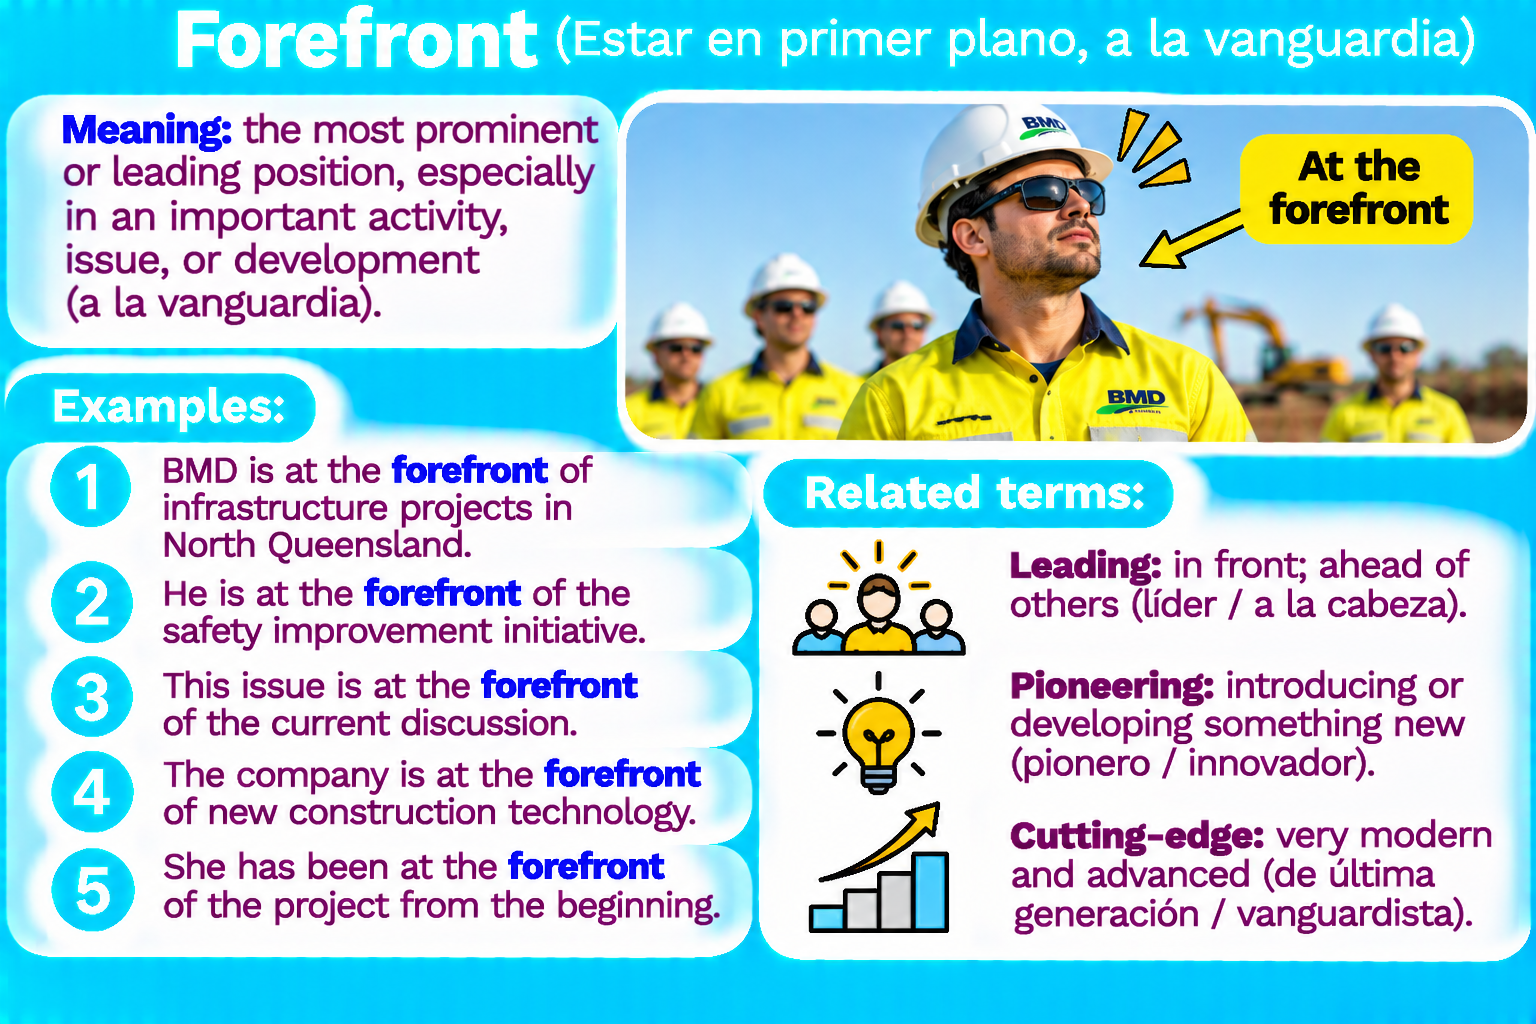 Forefront (Estar en primer plano, a la vanguardia)
Meaning: the most prominent
or leading position, especially
in an important activity,
issue, or development
(a la vanguardia).
BMD
At the
forefront
BMD
Examples:
1
BMD is at the forefront of
infrastructure projects in
North Queensland.
2
He is at the forefront of the
safety improvement initiative.
3
This issue is at the forefront
of the current discussion.
4
The company is at the forefront
of new construction technology.
5
She has been at the forefront
of the project from the beginning.
Related terms:
Leading: in front; ahead of
others (líder / a la cabeza).
Pioneering: introducing or
developing something new
(pionero / innovador).
Cutting-edge: very modern
and advanced (de última
generación / vanguardista).